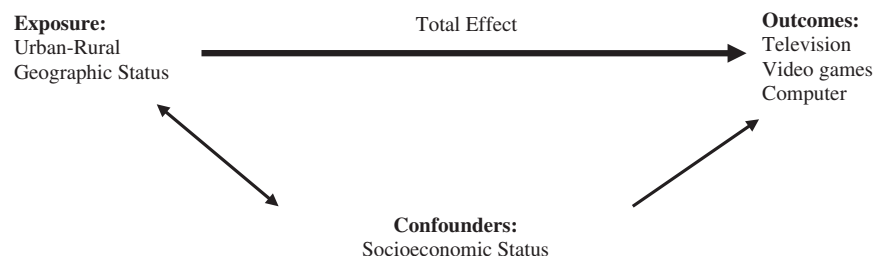 Exposure:
Urban-Rural
Geographic Status
Total Effect
Outcomes:
Television
Video games
Computer
Confounders:
Socioeconomic Status